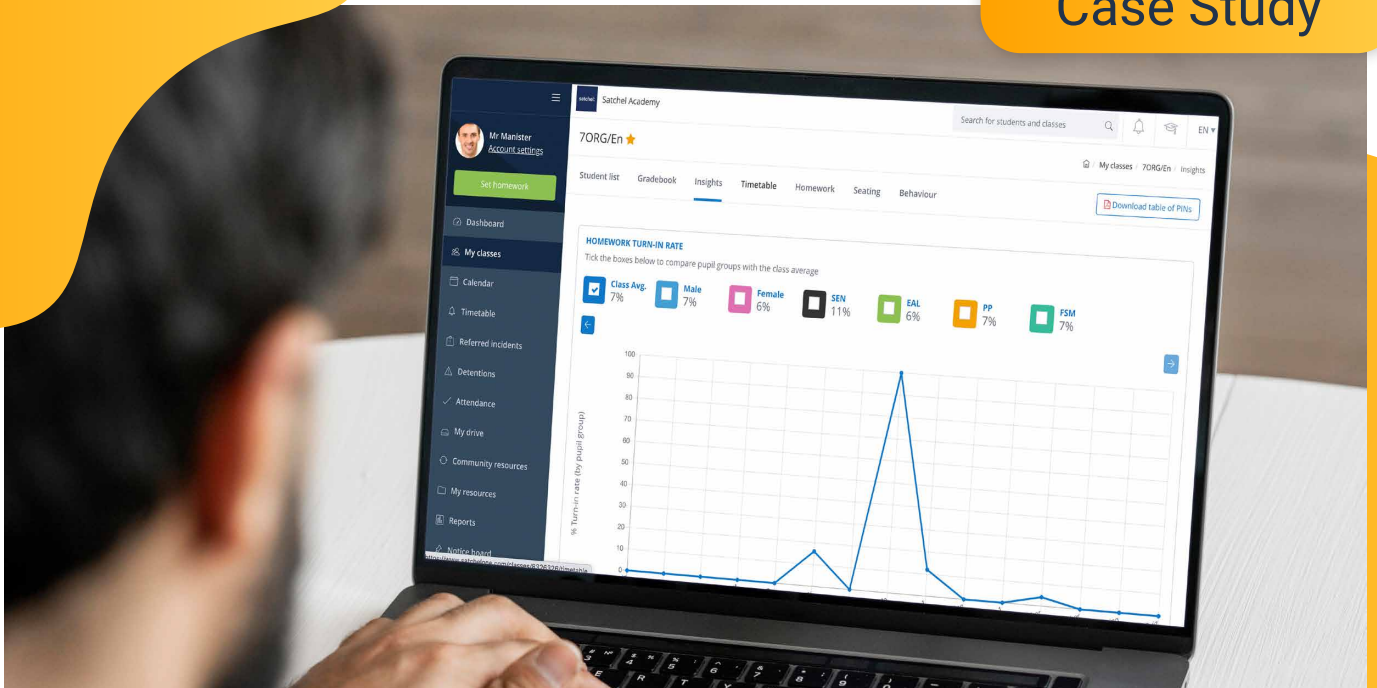 Case Study
satchel:
Satchel Academy
Search for students and classes
EN
Mr Manister
Account settings
7ORG/En
My classes / 7ORG/En / Insights
Set homework
Student list
Gradebook
Insights
Timetable
Homework
Seating
Behaviour
Download table of PINs
Dashboard
My classes
Calendar
Timetable
Referred incidents
Detentions
Attendance
My drive
Community resources
My resources
Reports
Notice board
HOMEWORK TURN-IN RATE
Tick the boxes below to compare pupil groups with the class average
Class Avg.
7%
Male
7%
Female
6%
SEN
11%
EAL
6%
PP
7%
FSM
7%
% Turn-in rate (by pupil group)
100
90
80
70
60
50
40
30
20
10
0